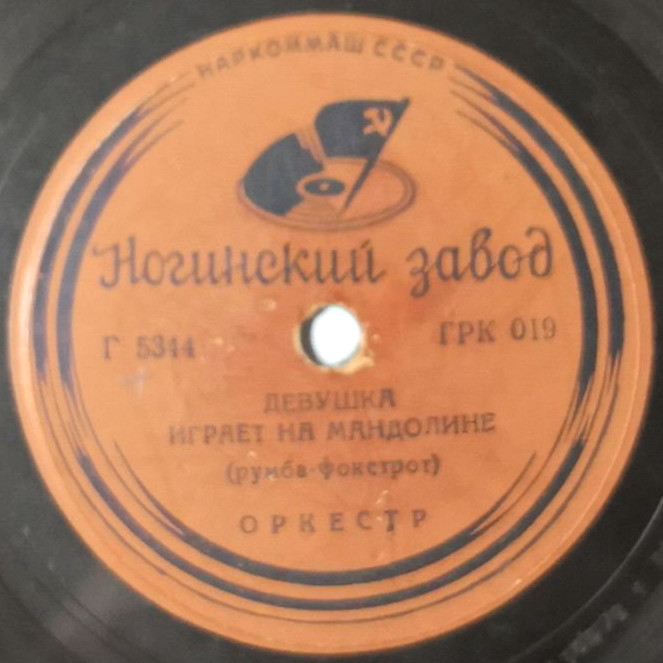 НАРКОММАШ СССР
Ногинский завод
Г 5344 ГРК 019
ДЕВУШКА
ИГРАЕТ НА МАНДОЛИНЕ
(румба-фокстрот)
ОРКЕСТР